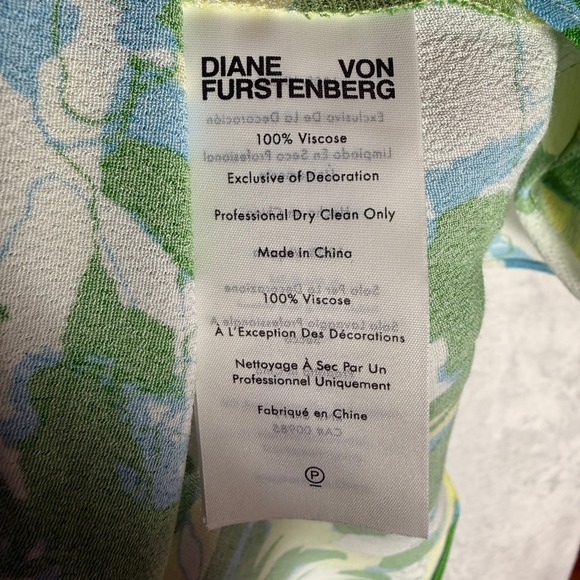 DIANE VON
FURSTENBERG
100% Viscose
Exclusive of Decoration
Professional Dry Clean Only
Made in China
100% Viscose
À L'Exception Des Décorations
Nettoyage À Sec Par Un
Professionnel Uniquement
Fabriqué en Chine
P